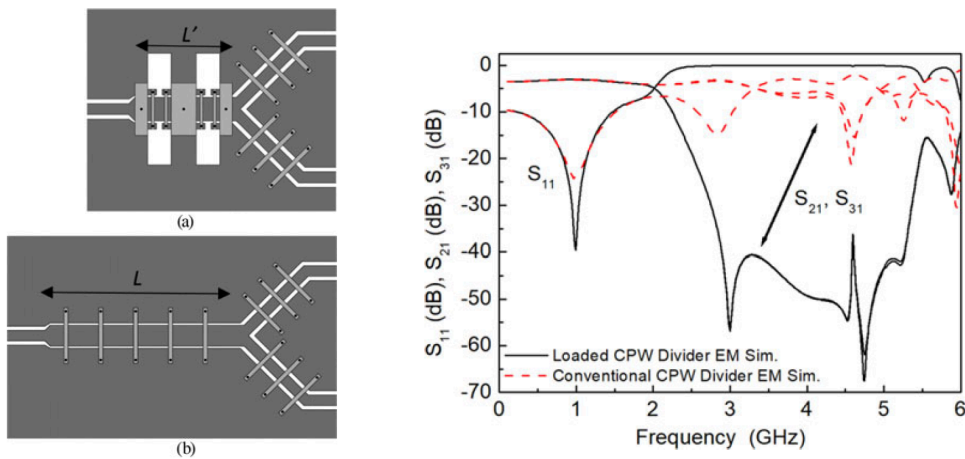 L'
(a)
L
(b)
S11 (dB), S21 (dB), S31 (dB)
0
-10
-20
-30
-40
-50
-60
-70
S11
S21, S31
Loaded CPW Divider EM Sim.
Conventional CPW Divider EM Sim.
0 1 2 3 4 5 6
Frequency (GHz)